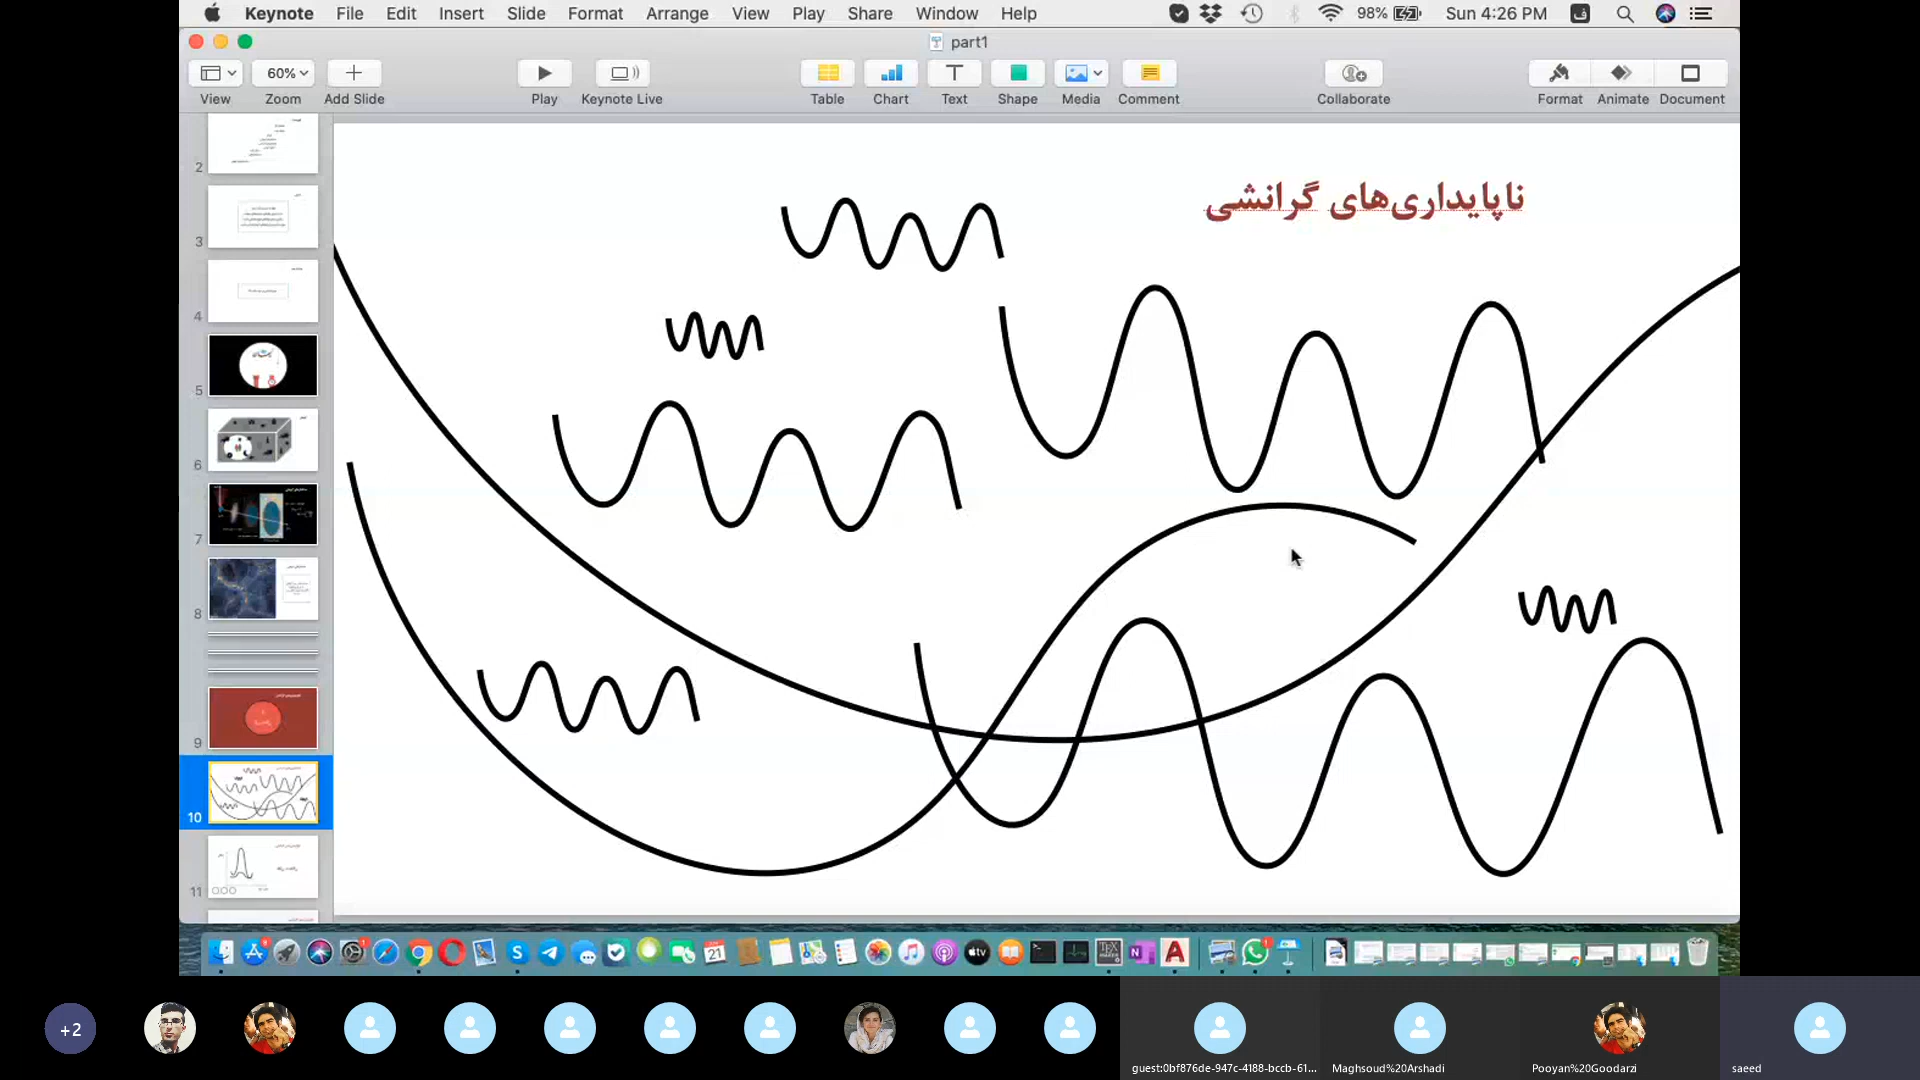 Keynote File Edit Insert Slide Format Arrange View Play Share Window Help 98% Sun 4:26 PM ف
part1
60%
View Zoom Add Slide Play Keynote Live Table Chart Text Shape Media Comment Collaborate Format Animate Document
ناپایداری‌های گرانشی
2
3
4
5
6
7
8
9
10
11
21
tv
+2
guest:0bf876de-947c-4188-bccb-61... Maghsoud%20Arshadi Pooyan%20Goodarzi saeed